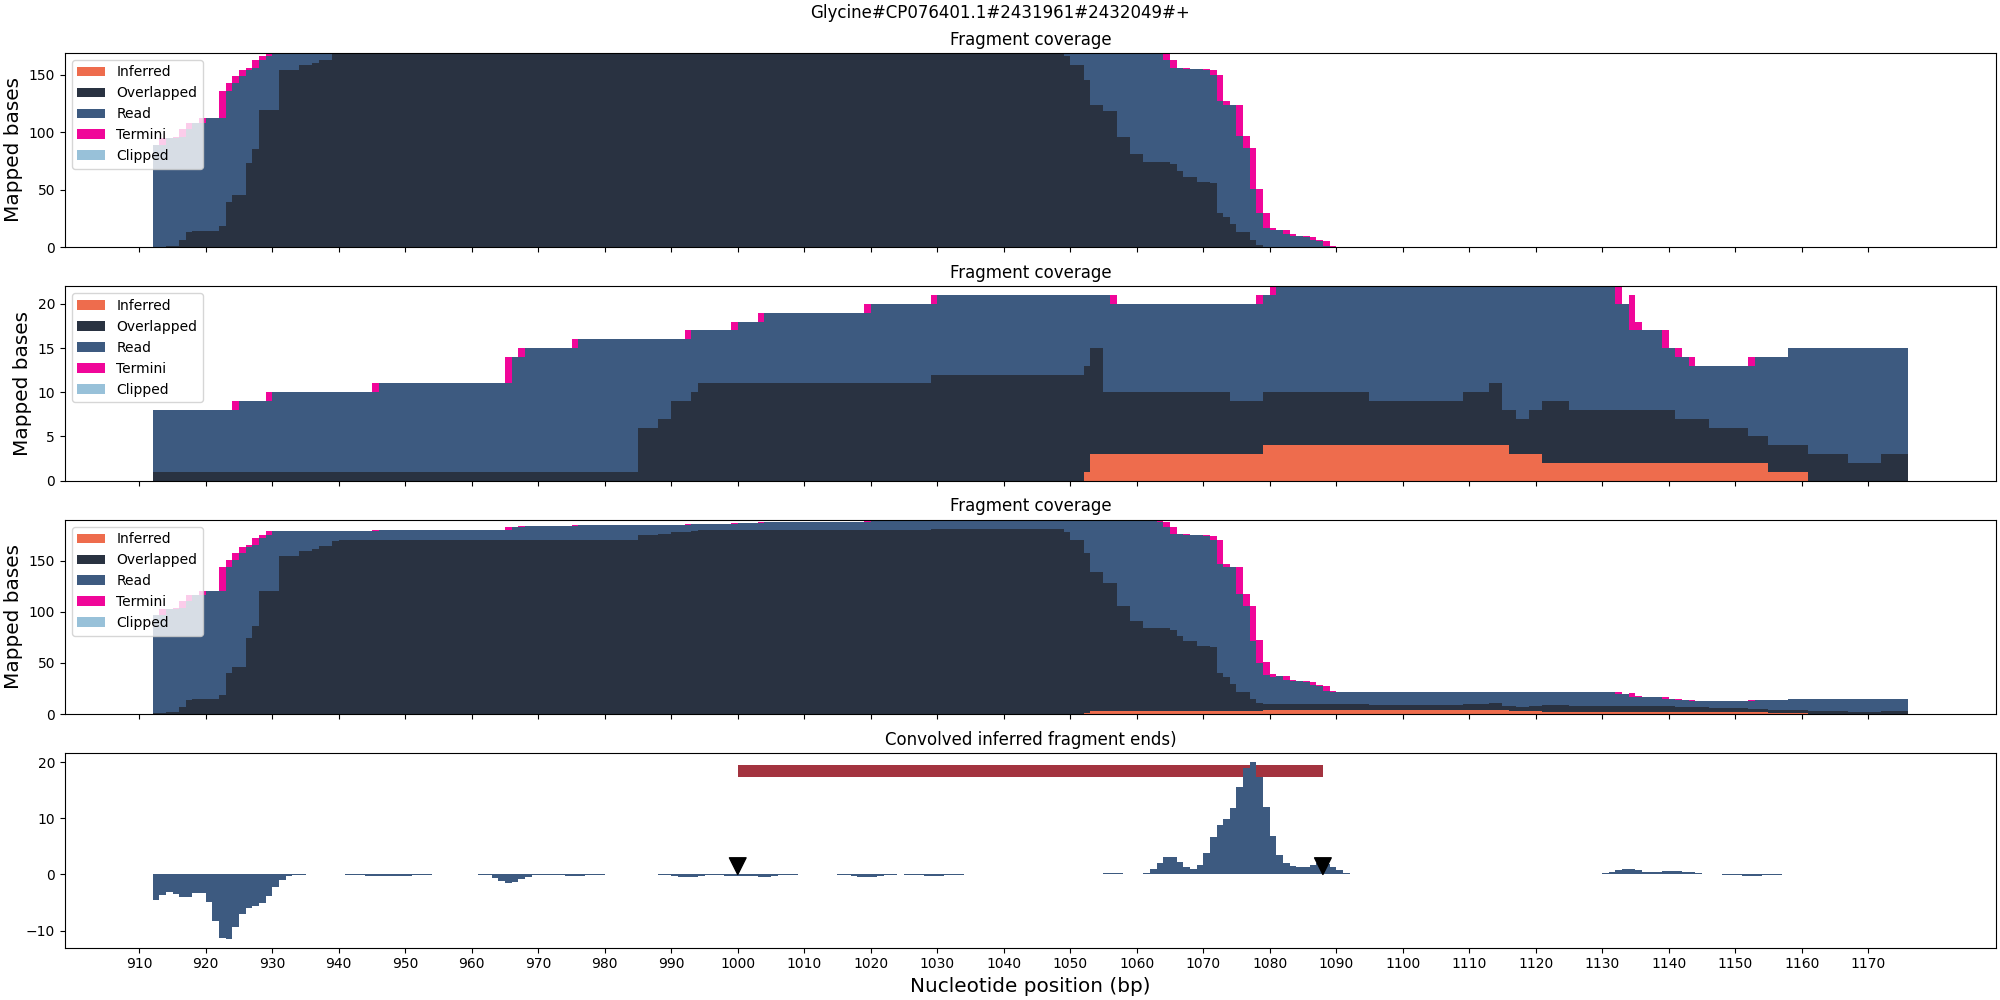 Glycine#CP076401.1#2431961#2432049#+
Fragment coverage
Mapped bases
150
100
50
0
Inferred
Overlapped
Read
Termini
Clipped
Fragment coverage
Mapped bases
20
15
10
5
0
Inferred
Overlapped
Read
Termini
Clipped
Fragment coverage
Mapped bases
150
100
50
0
Inferred
Overlapped
Read
Termini
Clipped
Convolved inferred fragment ends)
20
10
0
−10
910 920 930 940 950 960 970 980 990 1000 1010 1020 1030 1040 1050 1060 1070 1080 1090 1100 1110 1120 1130 1140 1150 1160 1170
Nucleotide position (bp)